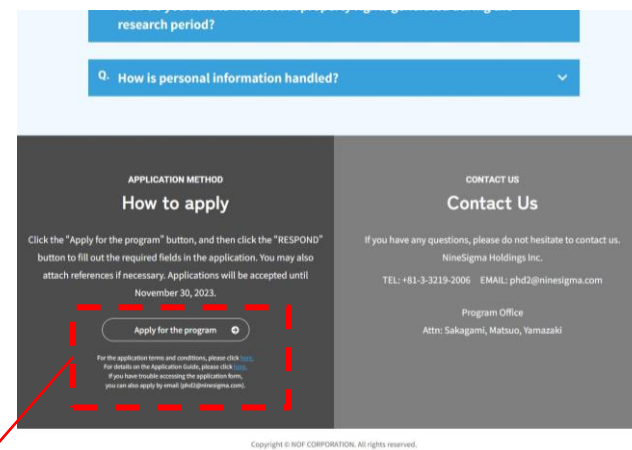 research period?
Q. How is personal information handled?
APPLICATION METHOD
How to apply
Click the "Apply for the program" button, and then click the "RESPOND"
button to fill out the required fields in the application. You may also
attach references if necessary. Applications will be accepted until
November 30, 2023.
Apply for the program
For the application terms and conditions, please click here.
For details on the Application Guide, please click here.
If you have trouble accessing the application form,
you can also apply by email (phd2@ninesigma.com).
CONTACT US
Contact Us
If you have any questions, please do not hesitate to contact us.
NineSigma Holdings Inc.
TEL: +81-3-3219-2006 EMAIL: phd2@ninesigma.com
Program Office
Attn: Sakagami, Matsuo, Yamazaki
Copyright © NOF CORPORATION. All rights reserved.